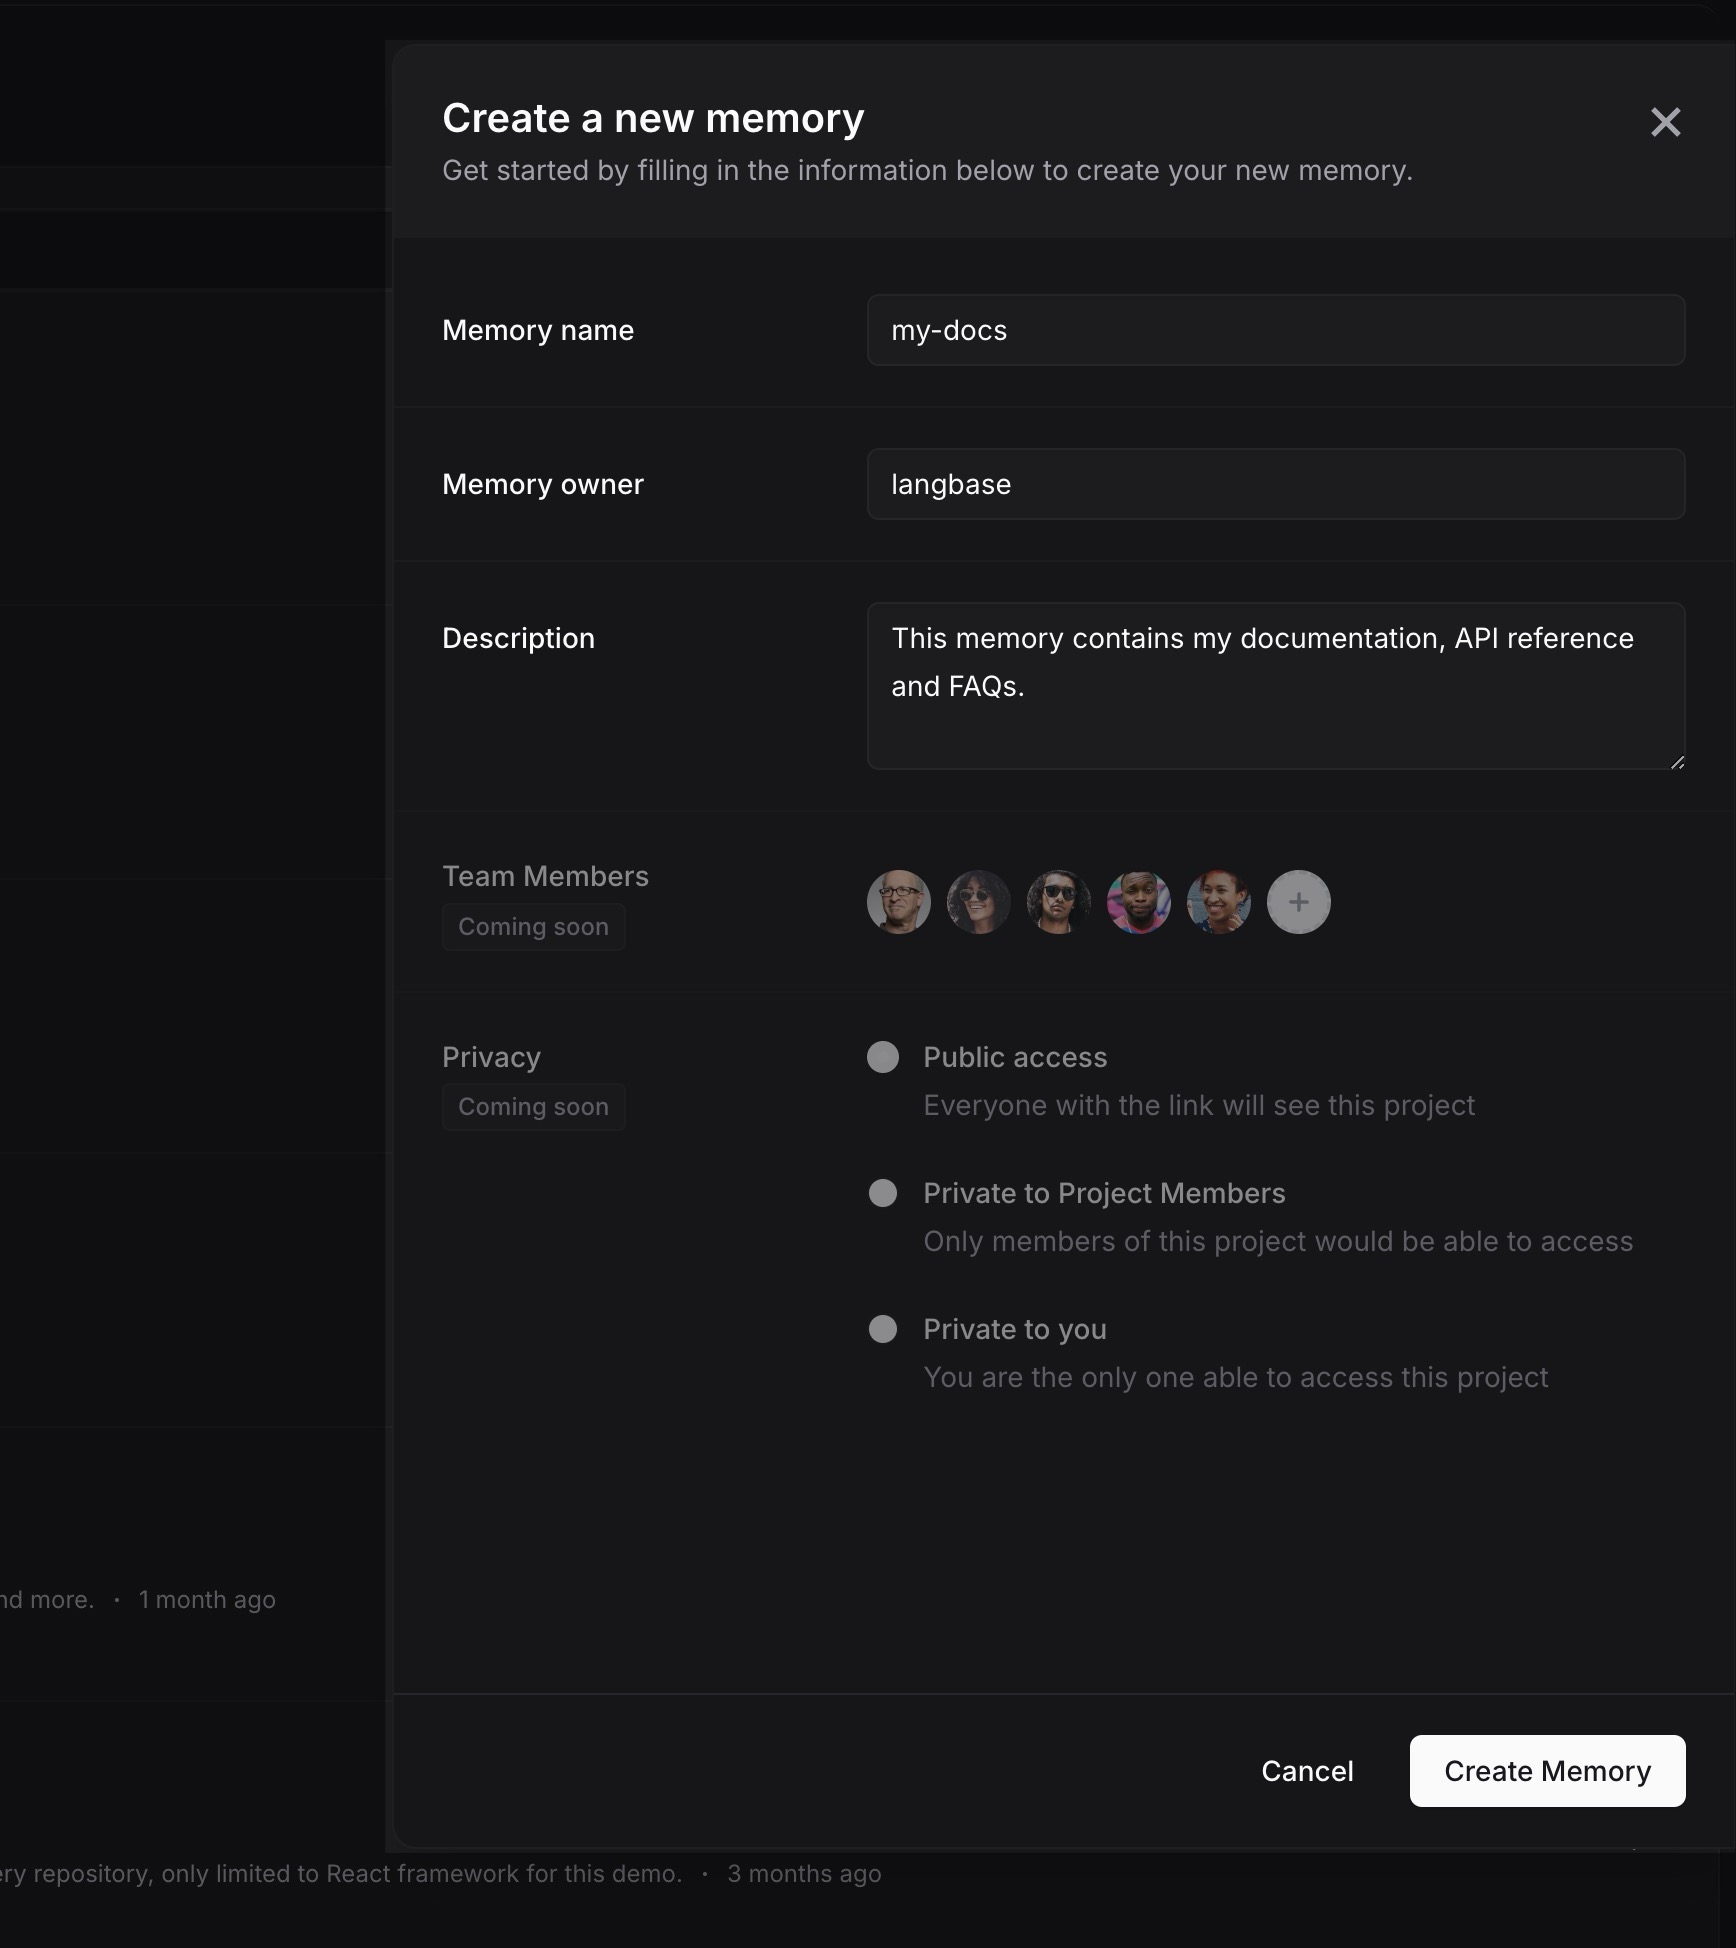 Create a new memory
Get started by filling in the information below to create your new memory.
Memory name
my-docs
Memory owner
langbase
Description
This memory contains my documentation, API reference
and FAQs.
Team Members
Coming soon
Privacy
Coming soon
Public access
Everyone with the link will see this project
Private to Project Members
Only members of this project would be able to access
Private to you
You are the only one able to access this project
more. · 1 month ago
Cancel
Create Memory
repository, only limited to React framework for this demo. · 3 months ago